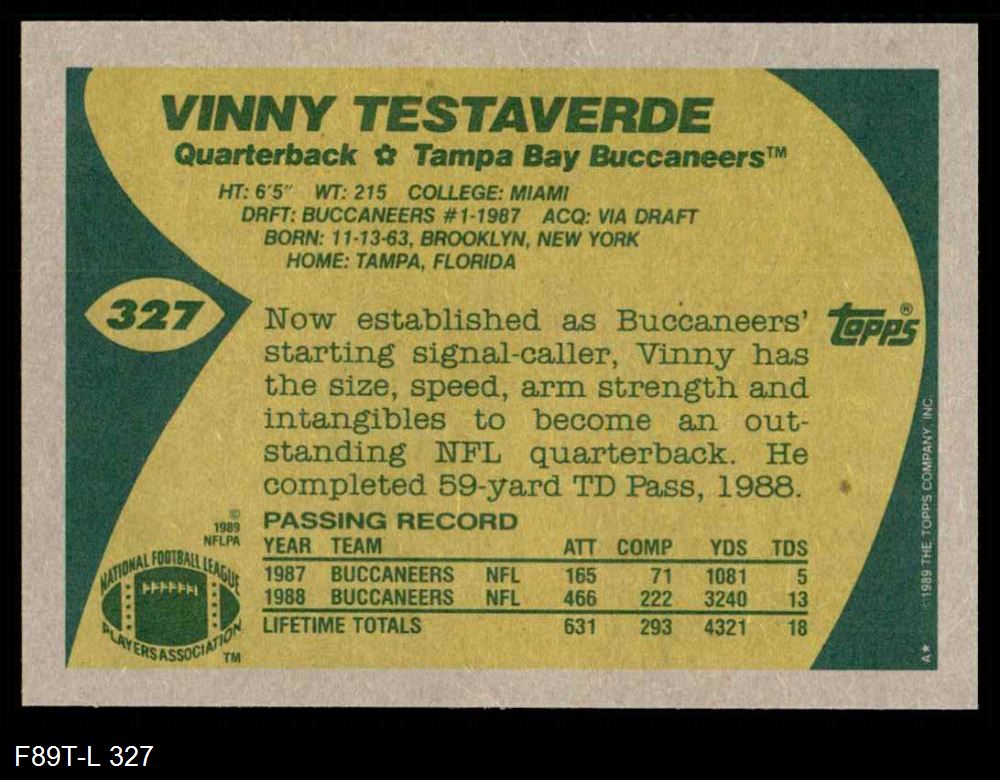 VINNY TESTAVERDE
Quarterback ✿ Tampa Bay Buccaneers™
HT: 6'5" WT: 215 COLLEGE: MIAMI
DRFT: BUCCANEERS #1-1987 ACQ: VIA DRAFT
BORN: 11-13-63, BROOKLYN, NEW YORK
HOME: TAMPA, FLORIDA
327
topps®
Now established as Buccaneers'
starting signal-caller, Vinny has
the size, speed, arm strength and
intangibles to become an out-
standing NFL quarterback. He
completed 59-yard TD Pass, 1988.
©
1989
NFLPA
NATIONAL FOOTBALL LEAGUE
PLAYERS ASSOCIATION
TM
PASSING RECORD
YEAR TEAM ATT COMP YDS TDS
1987 BUCCANEERS NFL 165 71 1081 5
1988 BUCCANEERS NFL 466 222 3240 13
LIFETIME TOTALS 631 293 4321 18
©1989 THE TOPPS COMPANY, INC.
A*
F89T-L 327